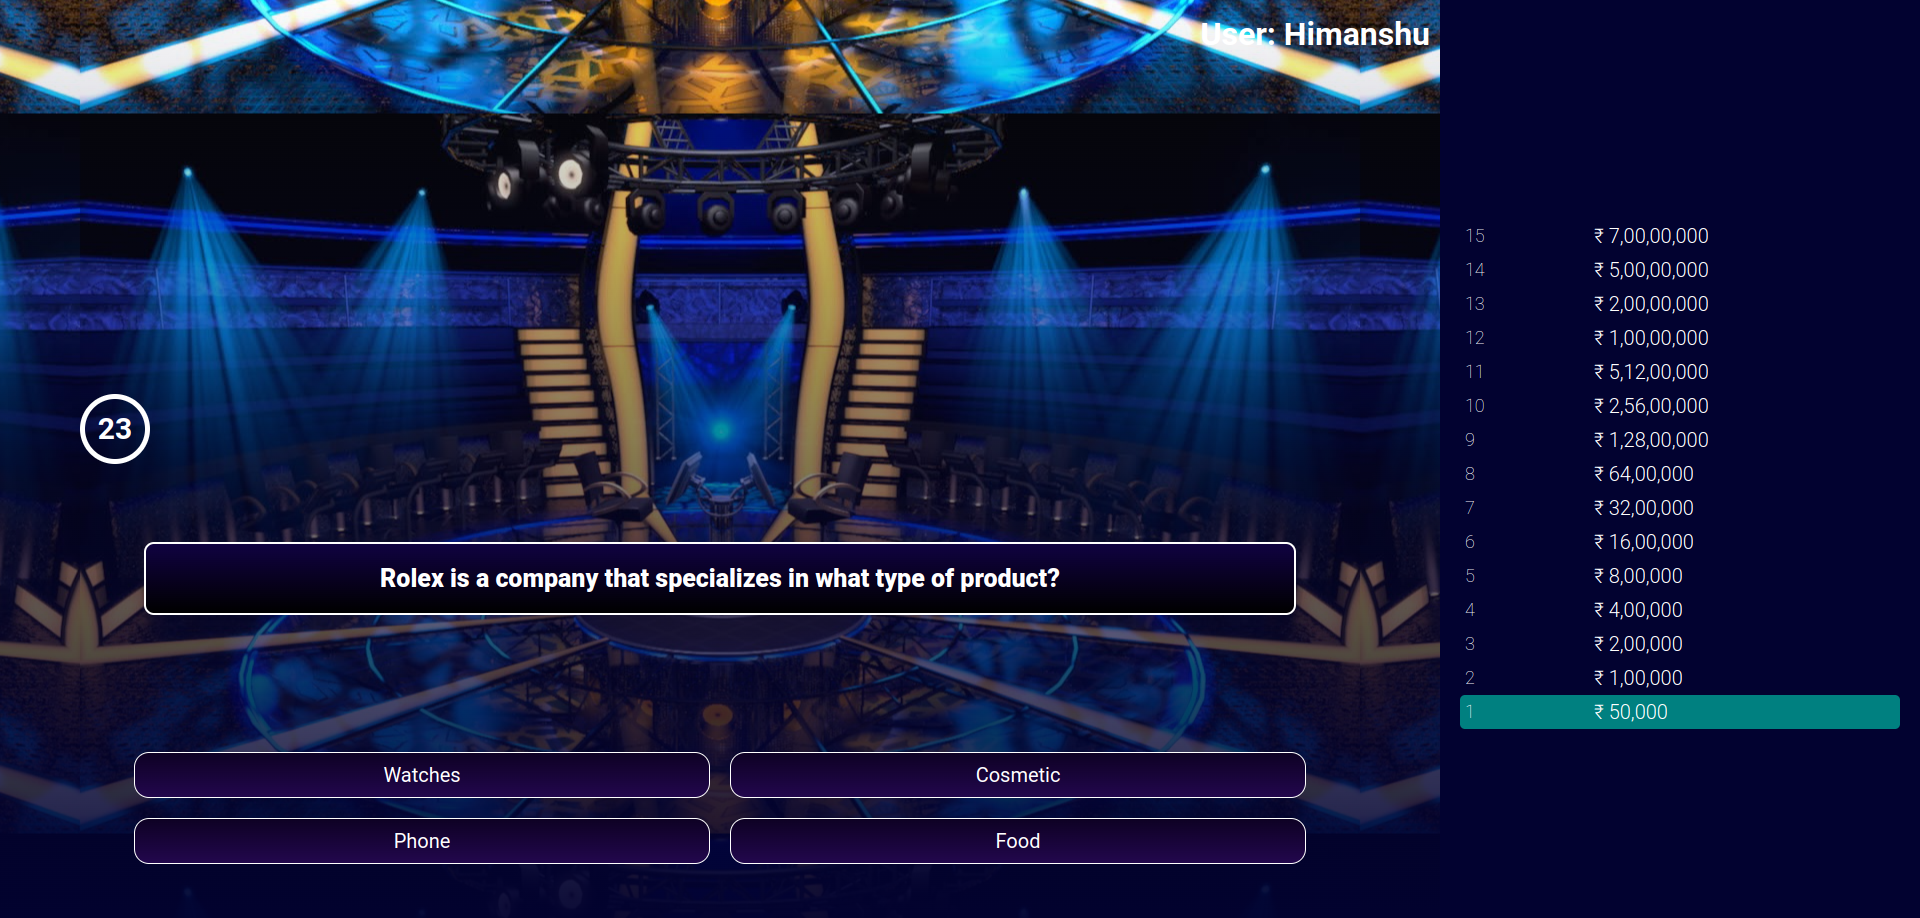 User: Himanshu
23
Rolex is a company that specializes in what type of product?
Watches
Cosmetic
Phone
Food
15 ₹ 7,00,00,000
14 ₹ 5,00,00,000
13 ₹ 2,00,00,000
12 ₹ 1,00,00,000
11 ₹ 5,12,00,000
10 ₹ 2,56,00,000
9 ₹ 1,28,00,000
8 ₹ 64,00,000
7 ₹ 32,00,000
6 ₹ 16,00,000
5 ₹ 8,00,000
4 ₹ 4,00,000
3 ₹ 2,00,000
2 ₹ 1,00,000
1 ₹ 50,000